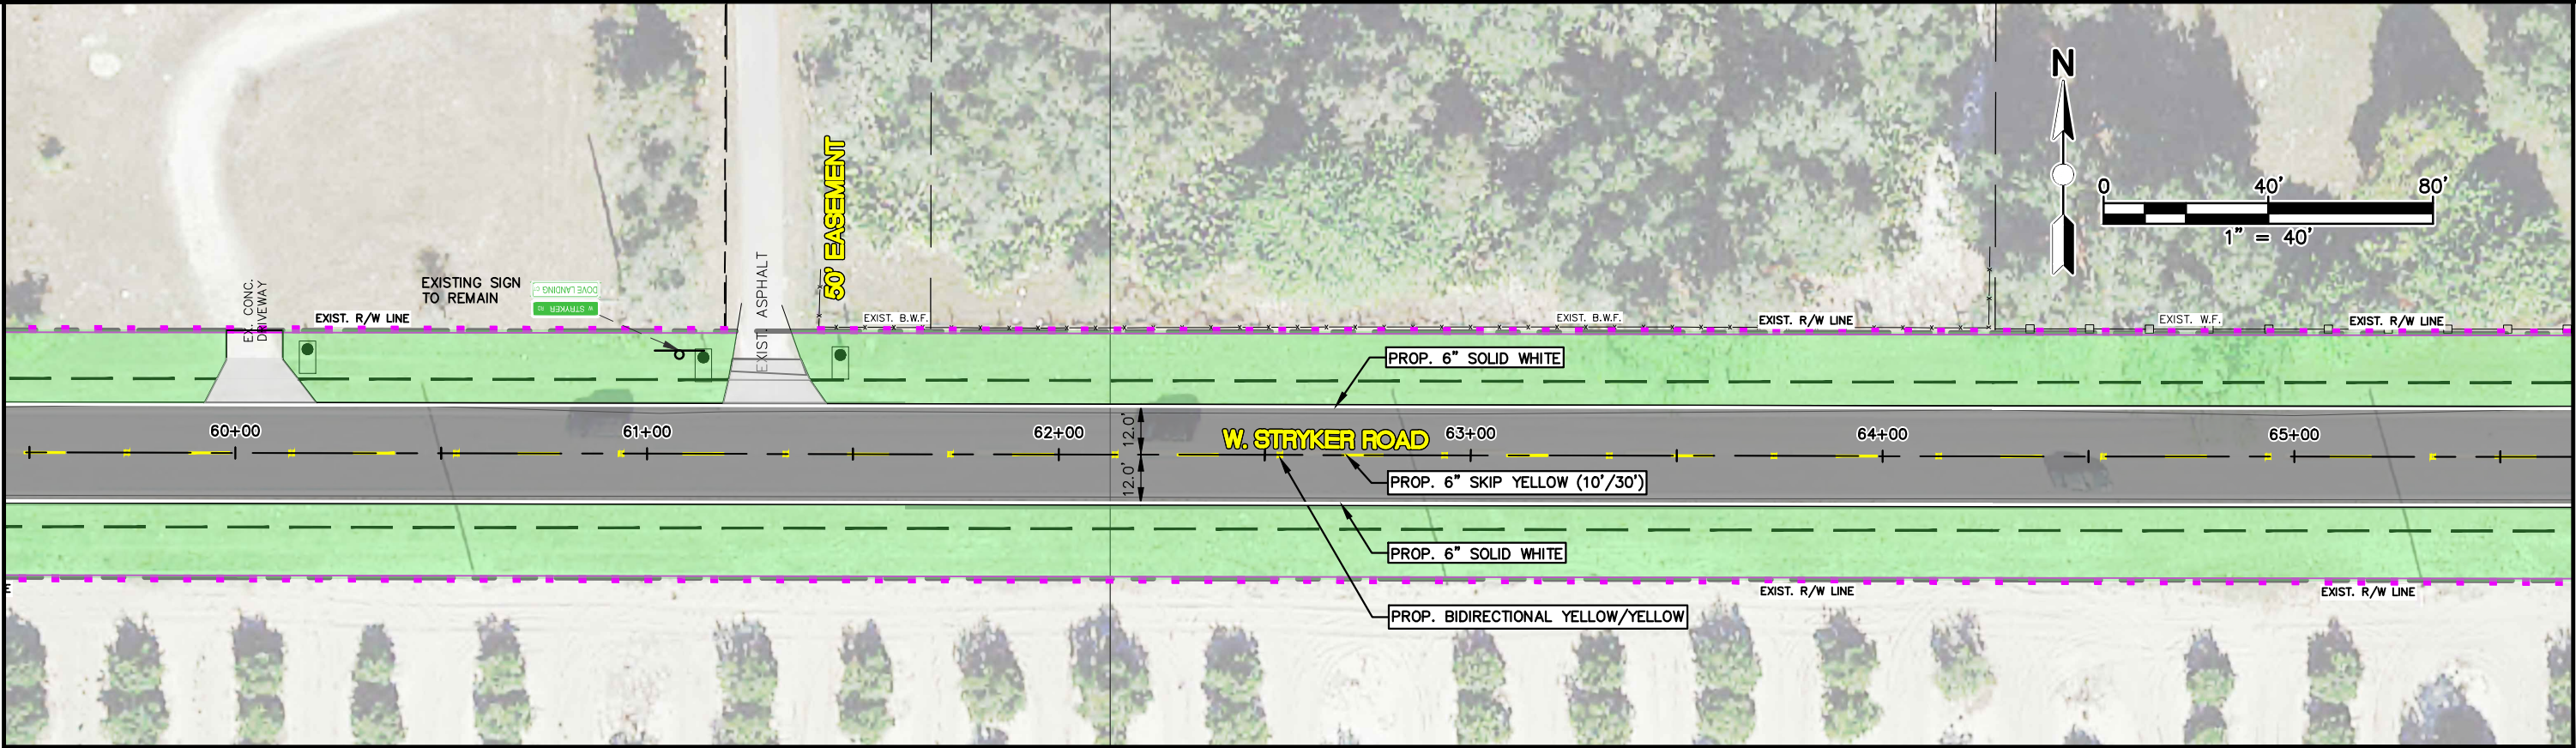 N
0 40' 80'
1" = 40'
50' EASEMENT
EX. CONC.
DRIVEWAY
EXISTING SIGN
TO REMAIN
DOVE LANDING
W STRYKER RD
EXIST. ASPHALT
EXIST. R/W LINE
EXIST. B.W.F.
EXIST. B.W.F.
EXIST. R/W LINE
EXIST. W.F.
EXIST. R/W LINE
PROP. 6" SOLID WHITE
60+00 61+00 62+00 63+00 64+00 65+00
12.0'
12.0'
W. STRYKER ROAD
PROP. 6" SKIP YELLOW (10'/30')
PROP. 6" SOLID WHITE
E
EXIST. R/W LINE
EXIST. R/W LINE
PROP. BIDIRECTIONAL YELLOW/YELLOW